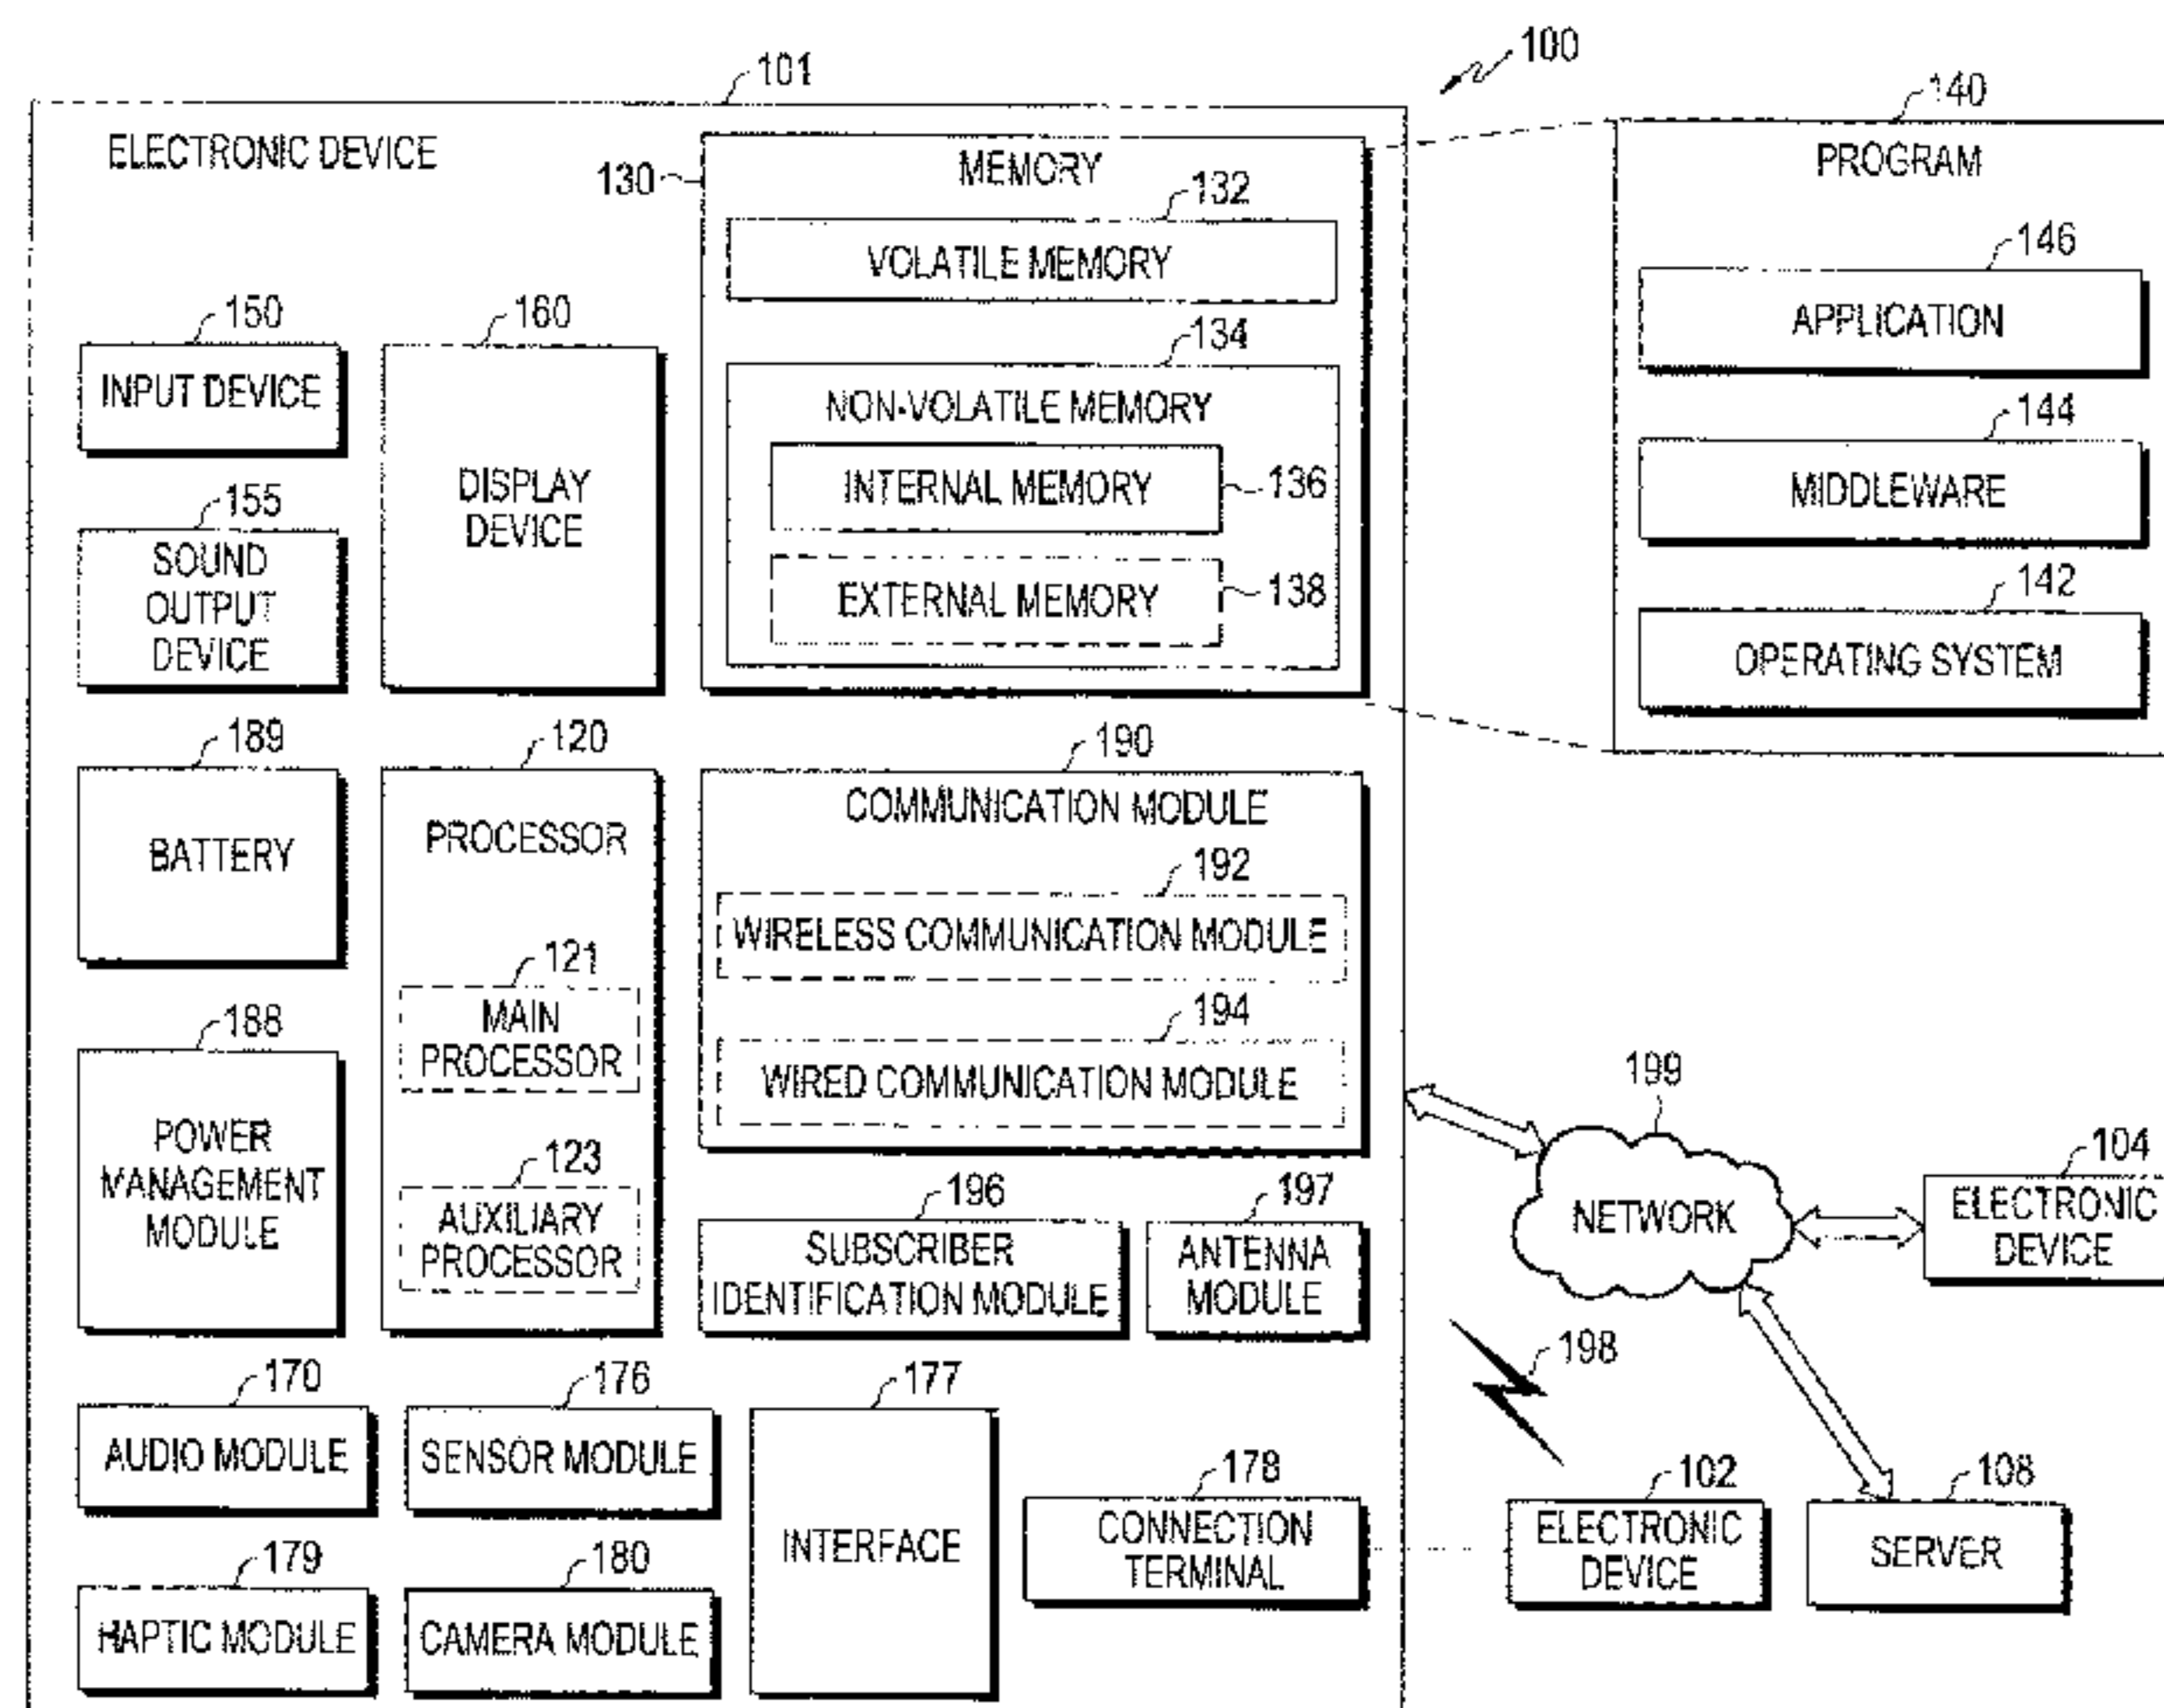 100
101
ELECTRONIC DEVICE
130
MEMORY
132
VOLATILE MEMORY
134
NON-VOLATILE MEMORY
INTERNAL MEMORY
136
EXTERNAL MEMORY
138
140
PROGRAM
146
APPLICATION
144
MIDDLEWARE
142
OPERATING SYSTEM
150
INPUT DEVICE
155
SOUND
OUTPUT
DEVICE
160
DISPLAY
DEVICE
189
BATTERY
188
POWER
MANAGEMENT
MODULE
120
PROCESSOR
121
MAIN
PROCESSOR
123
AUXILIARY
PROCESSOR
190
COMMUNICATION MODULE
192
WIRELESS COMMUNICATION MODULE
194
WIRED COMMUNICATION MODULE
196
SUBSCRIBER
IDENTIFICATION MODULE
197
ANTENNA
MODULE
199
NETWORK
104
ELECTRONIC
DEVICE
198
170
AUDIO MODULE
176
SENSOR MODULE
177
INTERFACE
178
CONNECTION
TERMINAL
179
HAPTIC MODULE
180
CAMERA MODULE
102
ELECTRONIC
DEVICE
108
SERVER